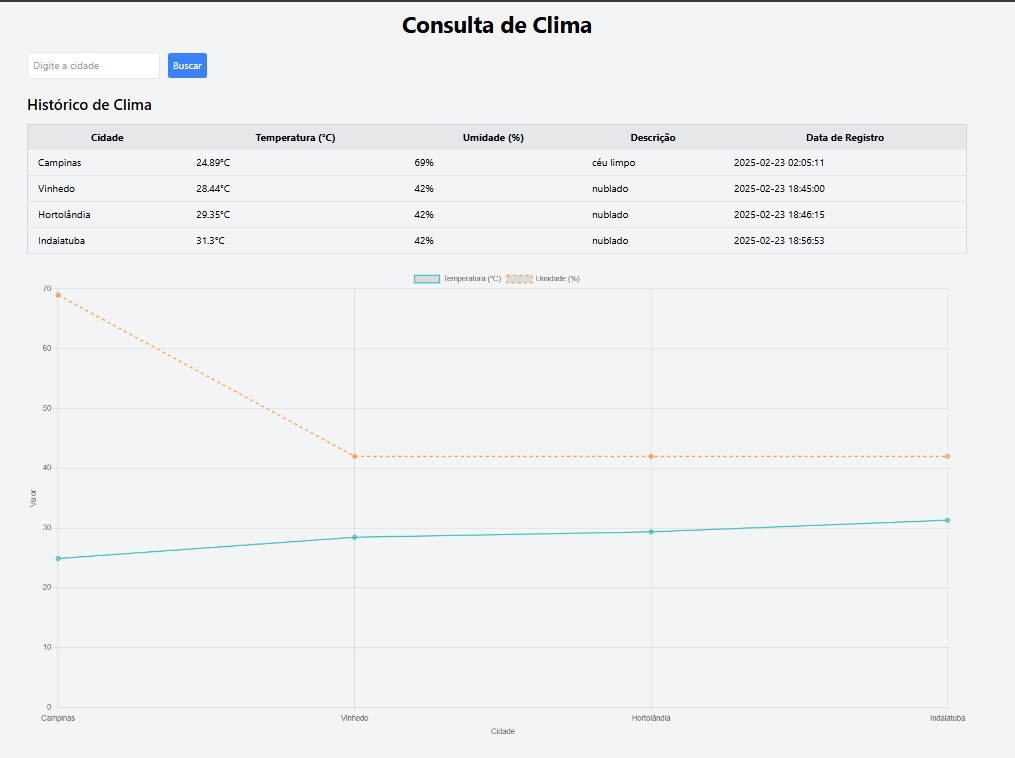 Consulta de Clima
Digite a cidade Buscar
Histórico de Clima
Cidade Temperatura (°C) Umidade (%) Descrição Data de Registro
Campinas 24.89°C 69% céu limpo 2025-02-23 02:05:11
Vinhedo 28.44°C 42% nublado 2025-02-23 18:45:00
Hortolândia 29.35°C 42% nublado 2025-02-23 18:46:15
Indaiatuba 31.3°C 42% nublado 2025-02-23 18:56:53
Temperatura (°C) Umidade (%)
70
60
50
40
Valor
30
20
10
0
Campinas Vinhedo Hortolândia Indaiatuba
Cidade